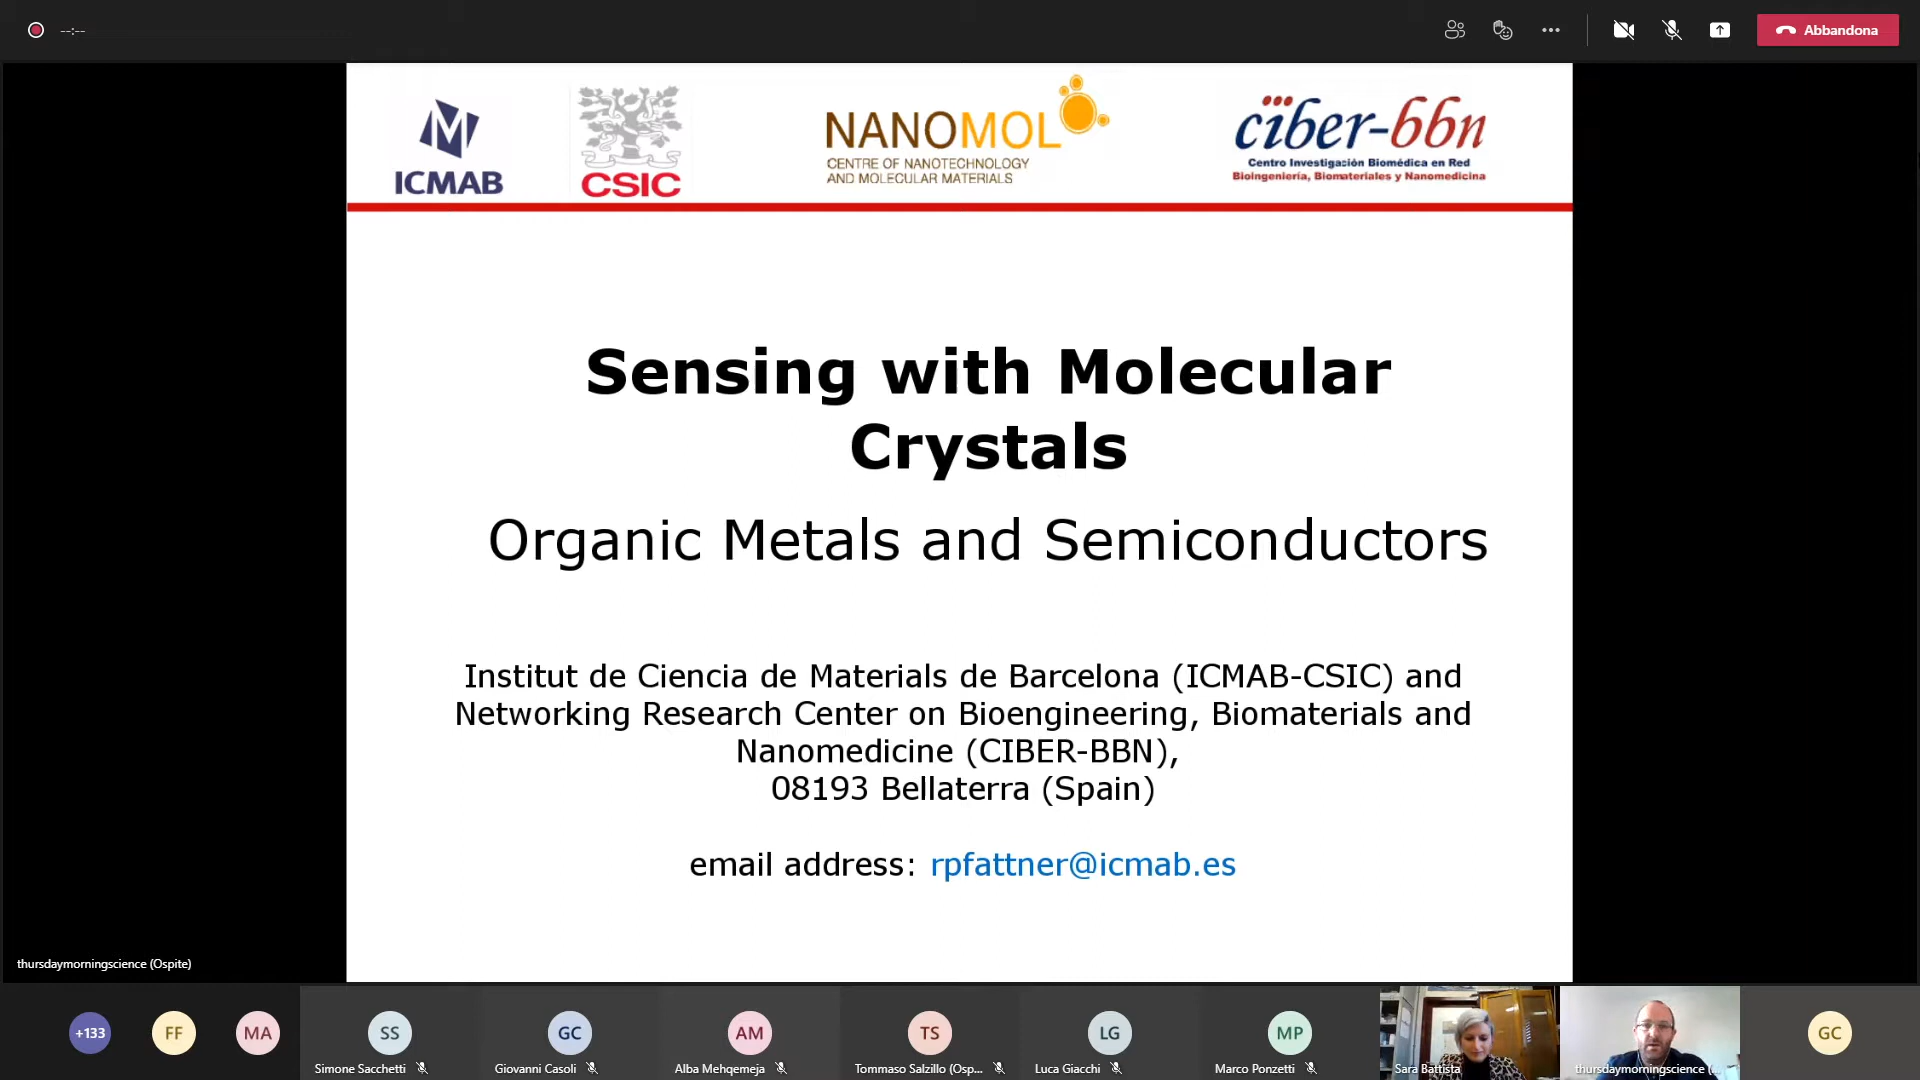 --:--
Abbandona
ICMAB
CSIC
NANOMOL
CENTRE OF NANOTECHNOLOGY
AND MOLECULAR MATERIALS
ciber-bbn
Centro Investigación Biomédica en Red
Bioingeniería, Biomateriales y Nanomedicina
Sensing with Molecular
Crystals
Organic Metals and Semiconductors
Institut de Ciencia de Materials de Barcelona (ICMAB-CSIC) and
Networking Research Center on Bioengineering, Biomaterials and
Nanomedicine (CIBER-BBN),
08193 Bellaterra (Spain)
email address: rpfattner@icmab.es
thursdaymorningscience (Ospite)
+133
FF
MA
SS
GC
AM
TS
LG
MP
GC
Simone Sacchetti
Giovanni Casoli
Alba Mehqemeja
Tommaso Salzillo (Osp...
Luca Giacchi
Marco Ponzetti
Sara Battista
thursdaymorningscience (...